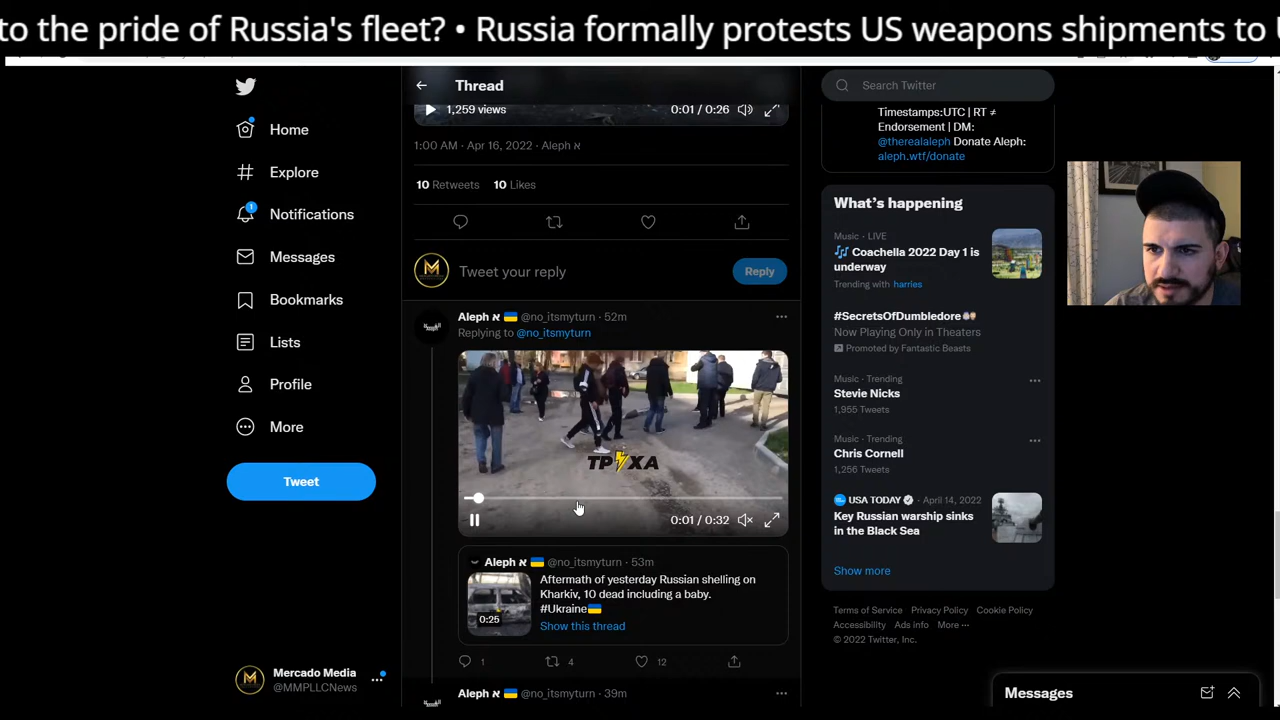 to the pride of Russia's fleet? • Russia formally protests US weapons shipments to
Home
Explore
Notifications
1
Messages
Bookmarks
Lists
Profile
More
Tweet
Mercado Media
@MMPLLCNews
Thread
1,259 views
0:01 / 0:26
1:00 AM · Apr 16, 2022 · Aleph א
10 Retweets 10 Likes
Tweet your reply
Reply
Aleph א 🇺🇦 @no_itsmyturn · 52m
Replying to @no_itsmyturn
ТРУХА
0:01 / 0:32
Aleph א 🇺🇦 @no_itsmyturn · 53m
Aftermath of yesterday Russian shelling on
Kharkiv, 10 dead including a baby.
#Ukraine🇺🇦
0:25
Show this thread
1 4 12
Aleph א 🇺🇦 @no_itsmyturn · 39m
Search Twitter
Timestamps:UTC | RT ≠
Endorsement | DM:
@therealaleph Donate Aleph:
aleph.wtf/donate
What's happening
Music · LIVE
🎶 Coachella 2022 Day 1 is
underway
Trending with harries
#SecretsOfDumbledore
Now Playing Only in Theaters
Promoted by Fantastic Beasts
Music · Trending
Stevie Nicks
1,955 Tweets
Music · Trending
Chris Cornell
1,256 Tweets
USA TODAY · April 14, 2022
Key Russian warship sinks
in the Black Sea
Show more
Terms of Service Privacy Policy Cookie Policy
Accessibility Ads info More ···
© 2022 Twitter, Inc.
Messages